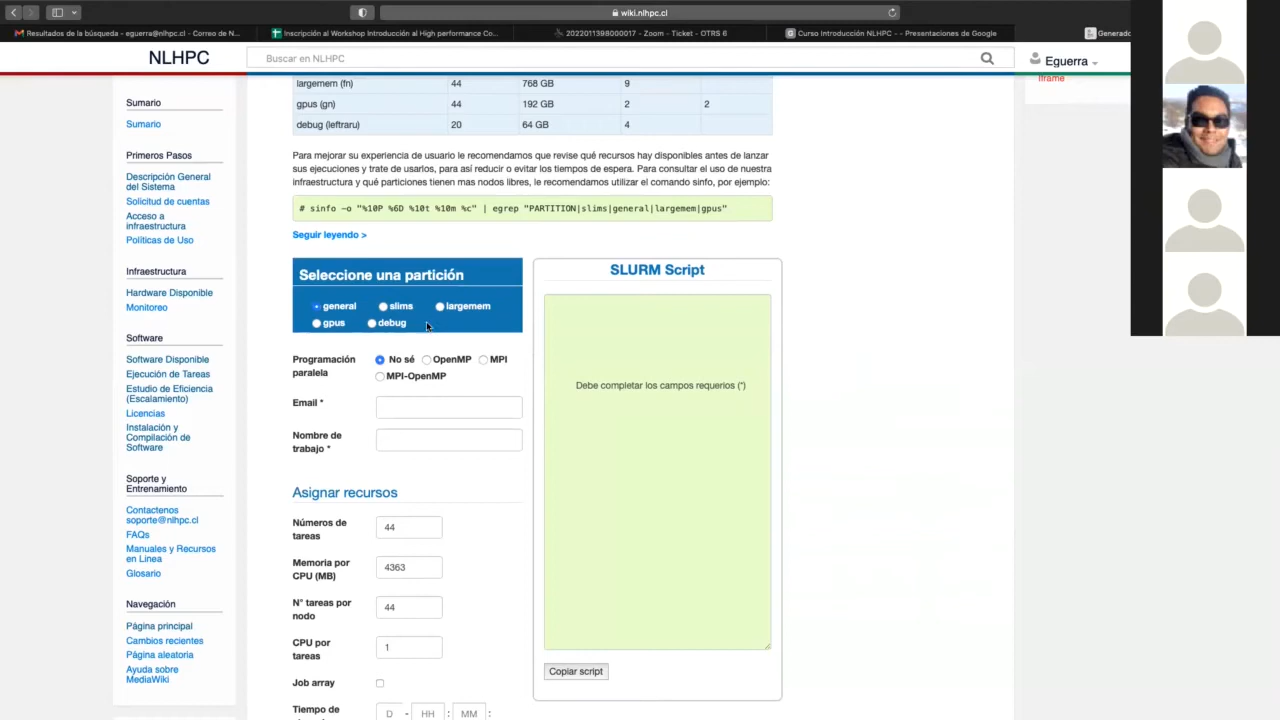 wiki.nlhpc.cl
Resultados de la búsqueda - eguerra@nlhpc.cl - Correo de N...
Inscripción al Workshop Introducción al High performance Co...
2022011398000017 - Zoom - Ticket - OTRS 6
Curso Introducción NLHPC - - Presentaciones de Google
Generado
NLHPC
Buscar en NLHPC
Eguerra
Iframe
Sumario
Sumario
Primeros Pasos
Descripción General
del Sistema
Solicitud de cuentas
Acceso a
infraestructura
Políticas de Uso
Infraestructura
Hardware Disponible
Monitoreo
Software
Software Disponible
Ejecución de Tareas
Estudio de Eficiencia
(Escalamiento)
Licencias
Instalación y
Compilación de
Software
Soporte y
Entrenamiento
Contactenos
soporte@nlhpc.cl
FAQs
Manuales y Recursos
en Linea
Glosario
Navegación
Página principal
Cambios recientes
Página aleatoria
Ayuda sobre
MediaWiki
largemem (fn) 44 768 GB 9
gpus (gn) 44 192 GB 2 2
debug (leftraru) 20 64 GB 4
Para mejorar su experiencia de usuario le recomendamos que revise qué recursos hay disponibles antes de lanzar
sus ejecuciones y trate de usarlos, para así reducir o evitar los tiempos de espera. Para consultar el uso de nuestra
infraestructura y qué particiones tienen mas nodos libres, le recomendamos utilizar el comando sinfo, por ejemplo:
# sinfo -o "%10P %6D %10t %10m %c" | egrep "PARTITION|slims|general|largemem|gpus"
Seguir leyendo >
Seleccione una partición
general slims largemem
gpus debug
Programación
paralela
No sé OpenMP MPI
MPI-OpenMP
Email *
Nombre de
trabajo *
Asignar recursos
Números de
tareas
44
Memoria por
CPU (MB)
4363
N° tareas por
nodo
44
CPU por
tareas
1
Job array
Tiempo de
D - HH : MM :
SLURM Script
Debe completar los campos requerios (*)
Copiar script